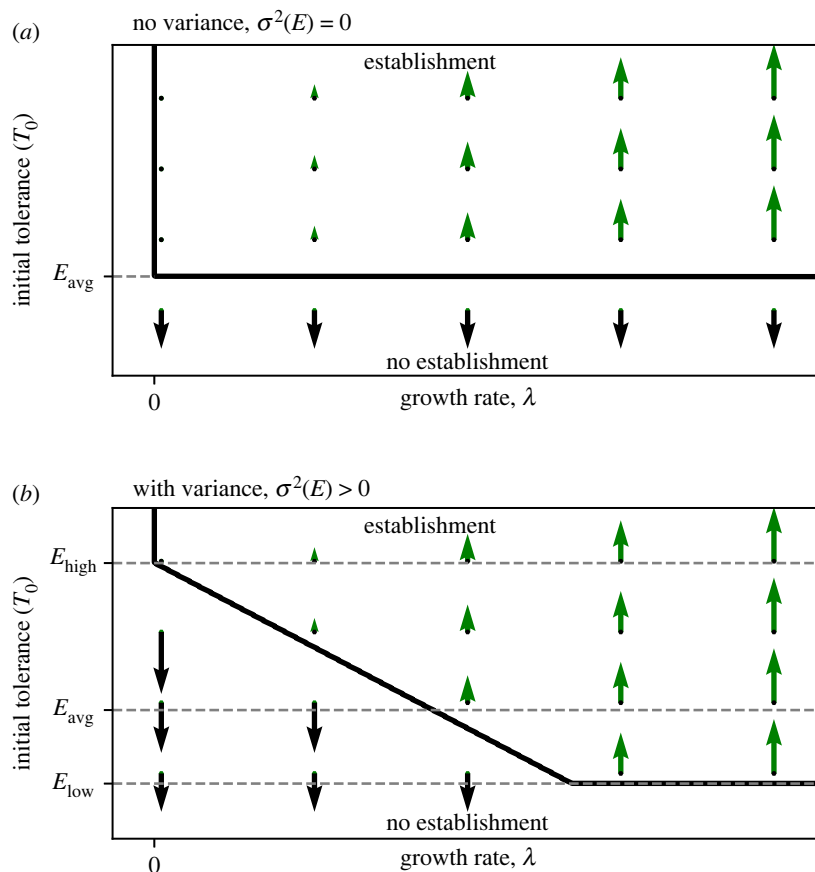 (a)
no variance, σ²(E) = 0
establishment
initial tolerance (T₀)
E_avg
no establishment
0
growth rate, λ
(b)
with variance, σ²(E) > 0
establishment
E_high
initial tolerance (T₀)
E_avg
E_low
no establishment
0
growth rate, λ